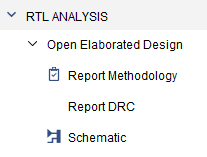 RTL ANALYSIS
Open Elaborated Design
Report Methodology
Report DRC
Schematic